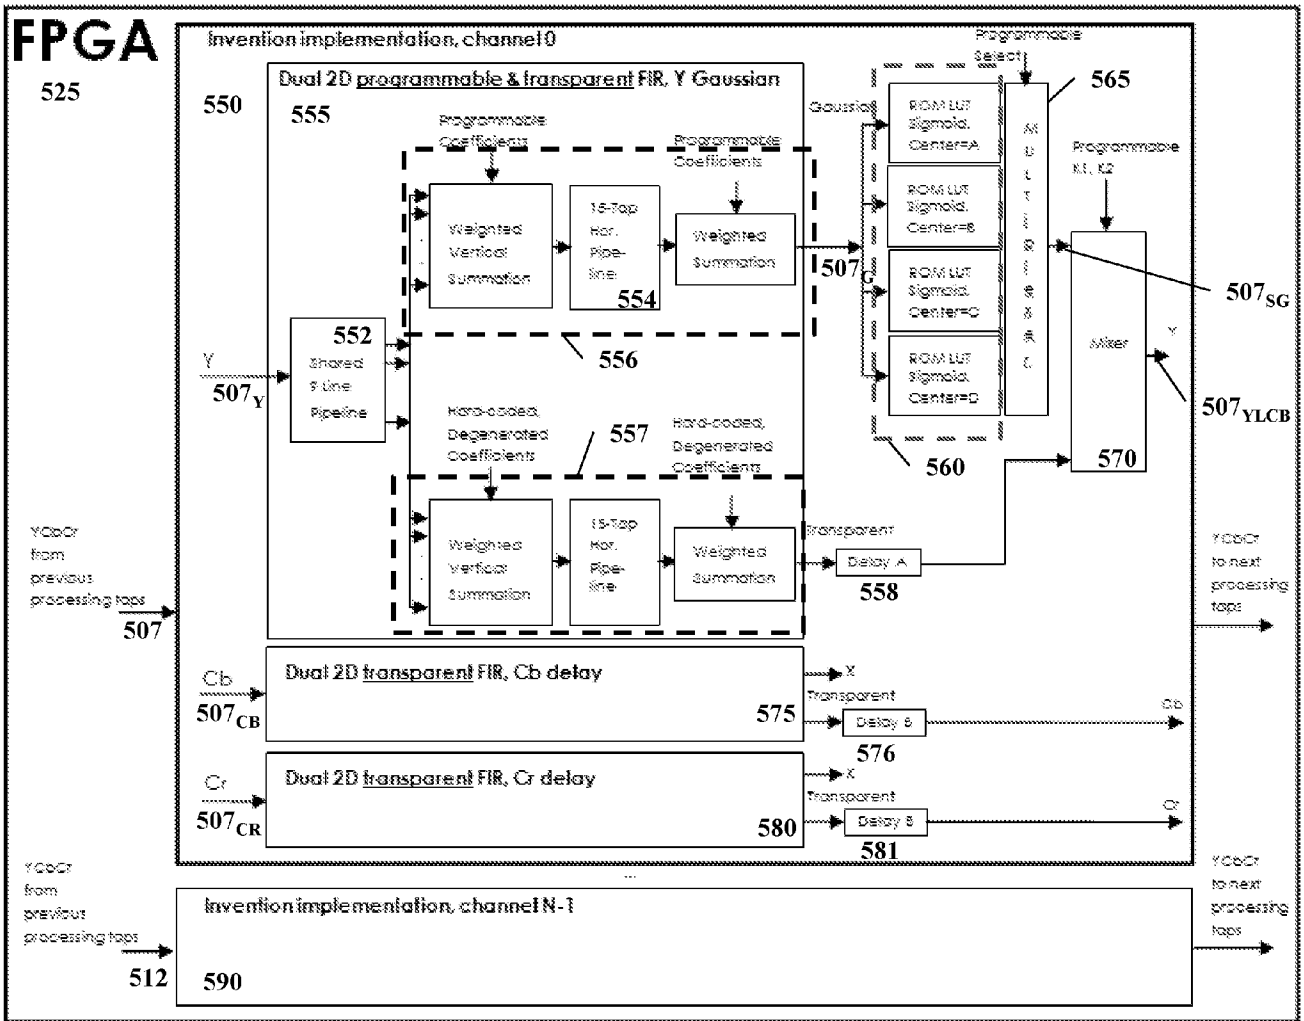 FPGA
525
Invention implementation, channel 0
550
Dual 2D programmable & transparent FIR, Y Gaussian
555
Programmable
Coefficients
Programmable
Coefficients
Weighted
Vertical
Summation
15-Tap
Hor.
Pipe-
line
554
Weighted
Summation
556
Y
507Y
552
Shared
9 Line
Pipeline
Hard-coded,
Degenerated
Coefficients
557
Hard-coded,
Degenerated
Coefficients
Weighted
Vertical
Summation
15-Tap
Hor.
Pipe-
line
Weighted
Summation
Gaussian
507G
ROM LUT
Sigmoid,
Center=A
ROM LUT
Sigmoid,
Center=B
ROM LUT
Sigmoid,
Center=C
ROM LUT
Sigmoid,
Center=D
560
Programmable
Select
565
Programmable
K1, K2
Mixer
570
507SG
Y
507YLCB
Transparent
Delay A
558
YCbCr
from
previous
processing taps
507
YCbCr
to next
processing
taps
Cb
507CB
Dual 2D transparent FIR, Cb delay
575
X
Transparent
Delay B
576
Cb
Cr
507CR
Dual 2D transparent FIR, Cr delay
580
X
Transparent
Delay B
581
Cr
...
YCbCr
from
previous
processing taps
512
Invention implementation, channel N-1
590
YCbCr
to next
processing
taps